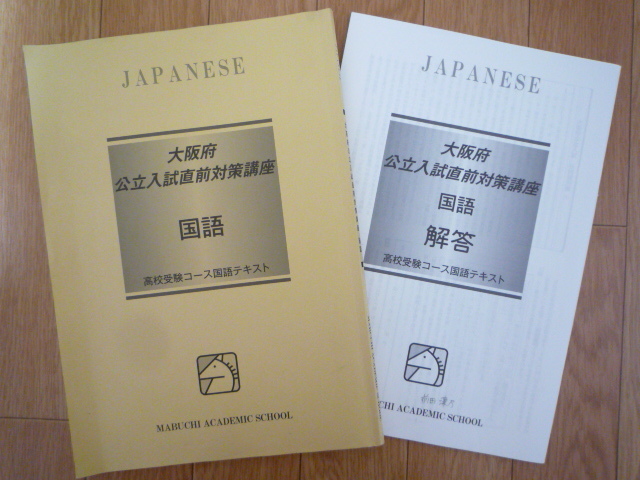 JAPANESE
大阪府
公立入試直前対策講座
国語
高校受験コース国語テキスト
MABUCHI ACADEMIC SCHOOL
JAPANESE
大阪府
公立入試直前対策講座
国語
解答
高校受験コース国語テキスト
CHI ACADEMIC SCHOOL